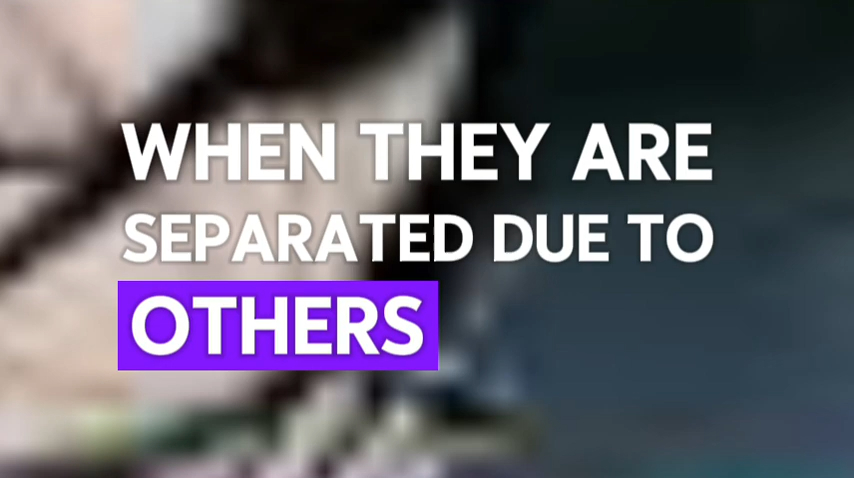 WHEN THEY ARE
SEPARATED DUE TO
OTHERS